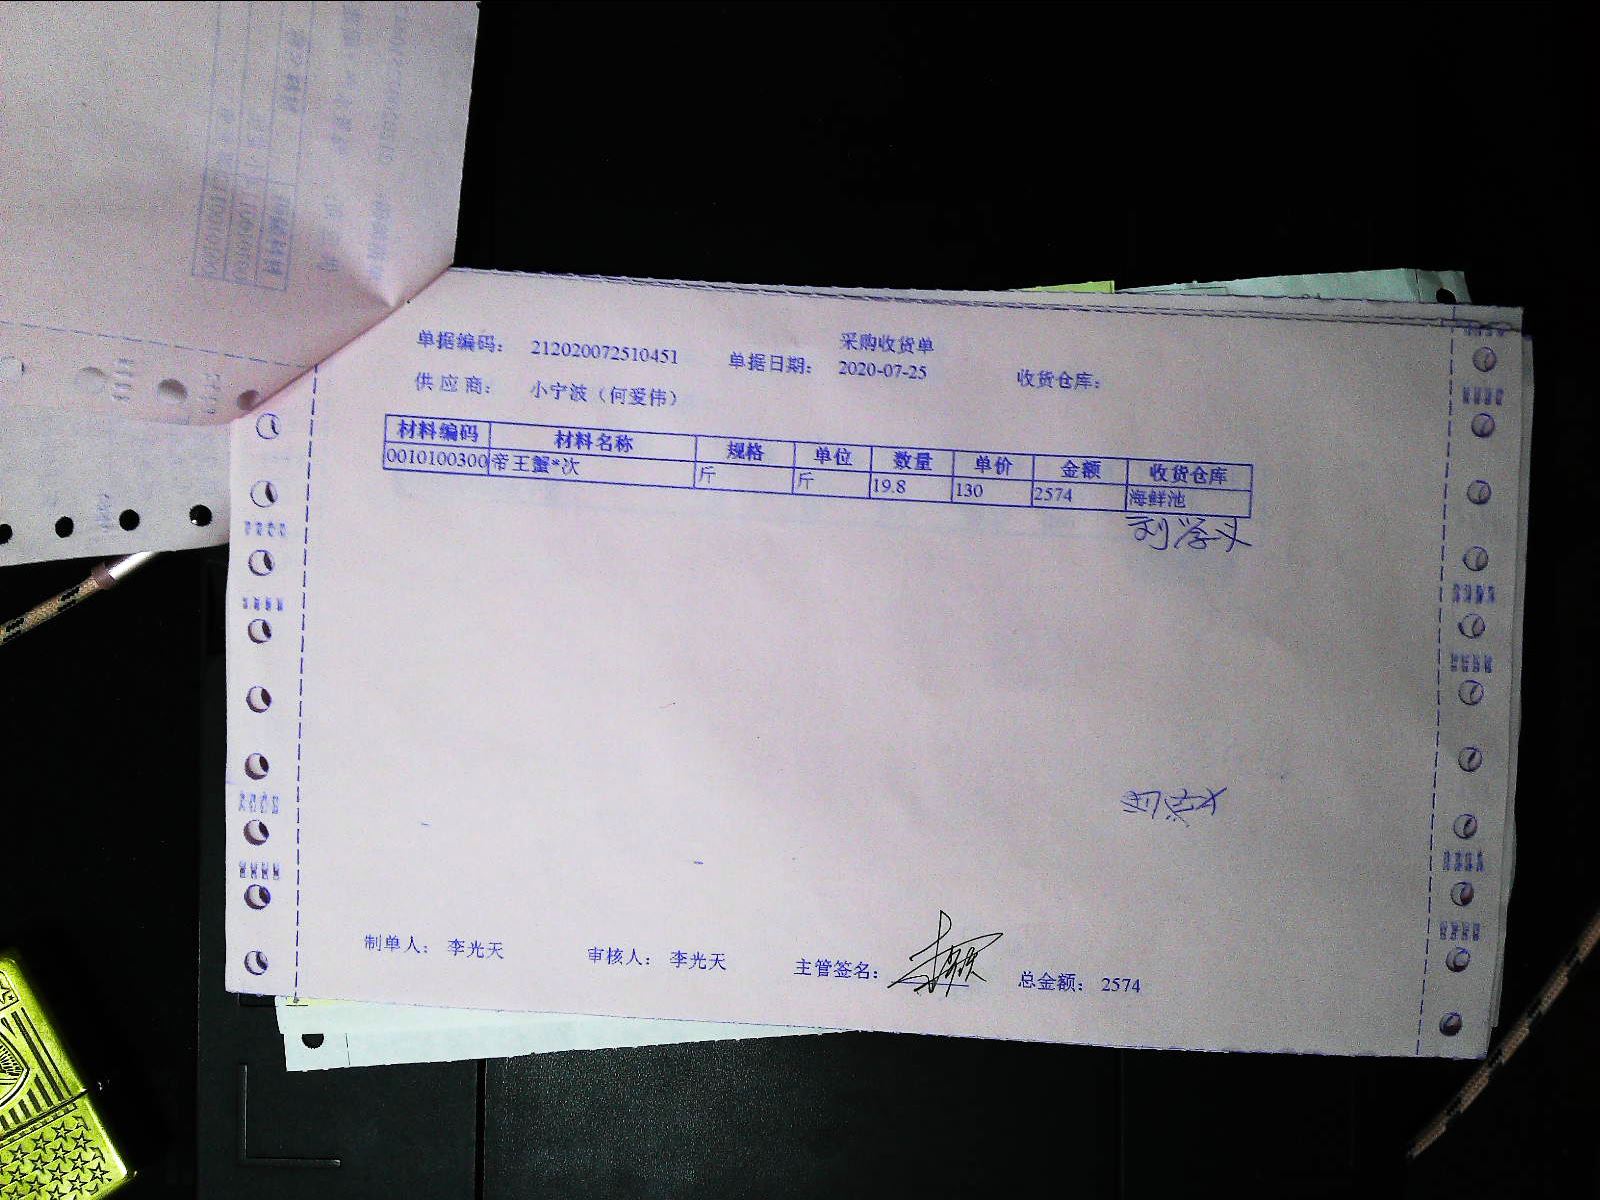 采购收货单
单据编码： 212020072510451 单据日期： 2020-07-25 收货仓库：
供 应 商： 小宁波（何爱伟）
材料编码 材料名称 规格 单位 数量 单价 金额 收货仓库
0010100300 帝王蟹*次 斤 斤 19.8 130 2574 海鲜池
刘学义
制单人： 李光天 审核人： 李光天 主管签名： 总金额： 2574